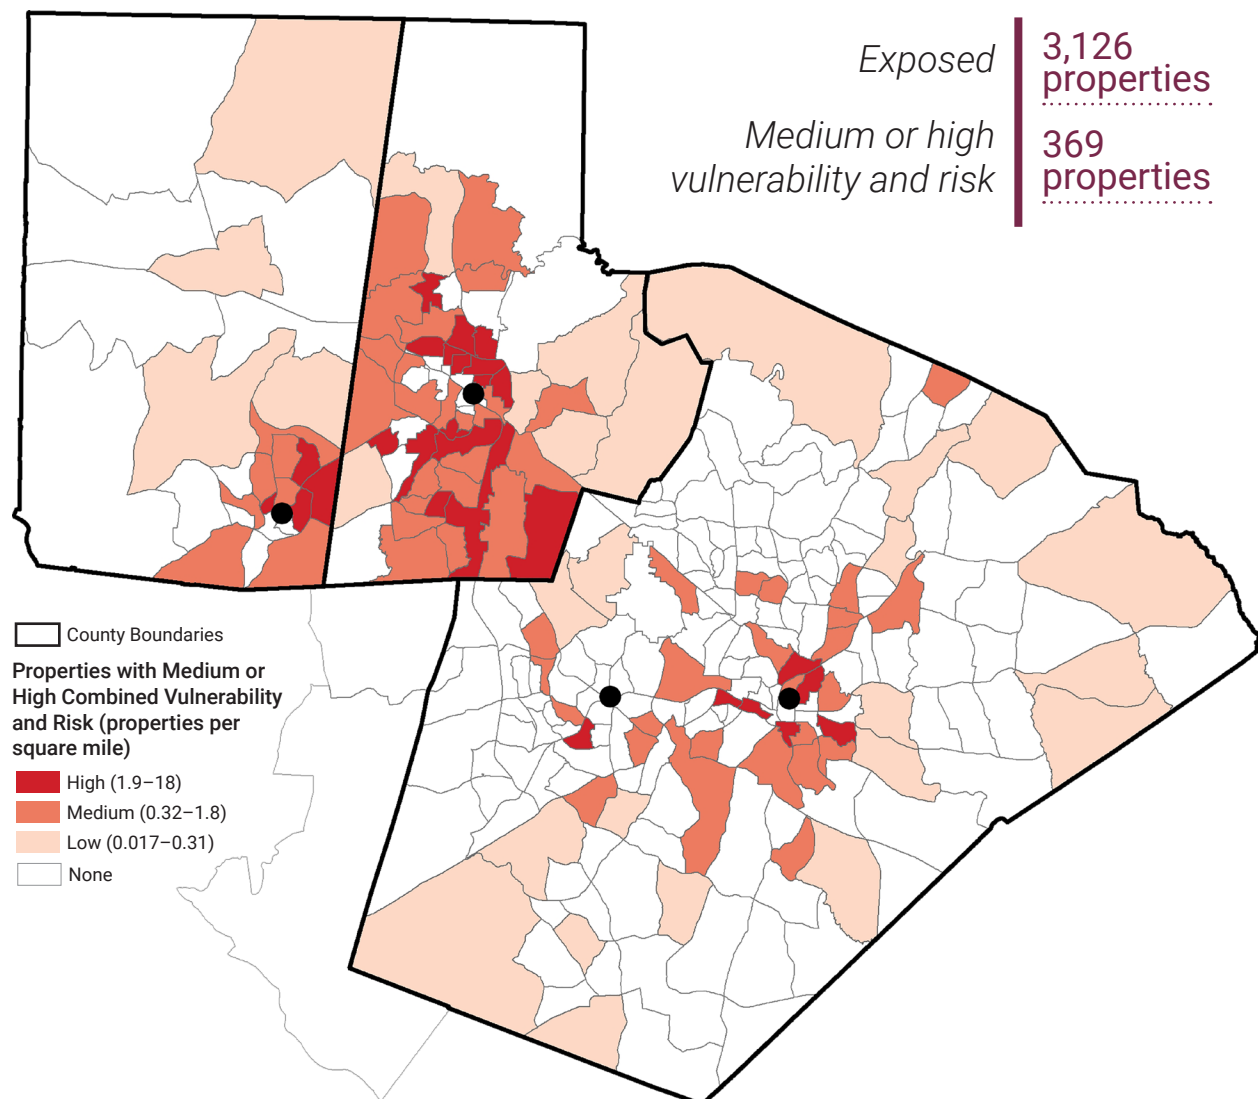 Exposed
3,126
properties
Medium or high
vulnerability and risk
369
properties
County Boundaries
Properties with Medium or
High Combined Vulnerability
and Risk (properties per
square mile)
High (1.9–18)
Medium (0.32–1.8)
Low (0.017–0.31)
None